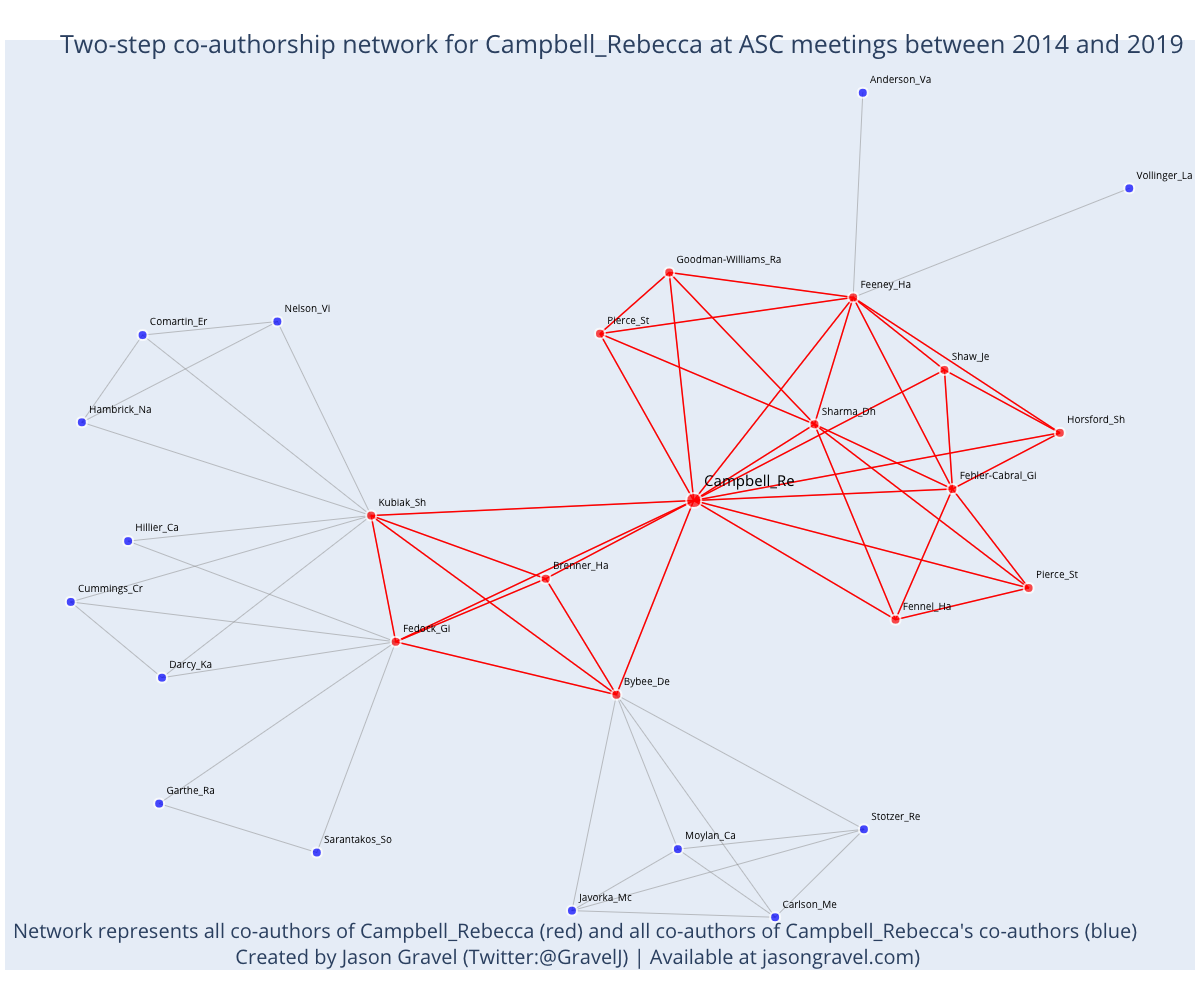 Two-step co-authorship network for Campbell_Rebecca at ASC meetings between 2014 and 2019
Anderson_Va
Vollinger_La
Goodman-Williams_Ra
Feeney_Ha
Nelson_Vi
Comartin_Er
Pierce_St
Shaw_Je
Hambrick_Na
Sharma_Dh
Horsford_Sh
Campbell_Re
Fehler-Cabral_Gi
Kubiak_Sh
Hillier_Ca
Brenner_Ha
Pierce_St
Cummings_Cr
Fennel_Ha
Fedock_Gi
Darcy_Ka
Bybee_De
Garthe_Ra
Stotzer_Re
Moylan_Ca
Sarantakos_So
Javorka_Mc
Carlson_Me
Network represents all co-authors of Campbell_Rebecca (red) and all co-authors of Campbell_Rebecca's co-authors (blue)
Created by Jason Gravel (Twitter:@GravelJ) | Available at jasongravel.com)